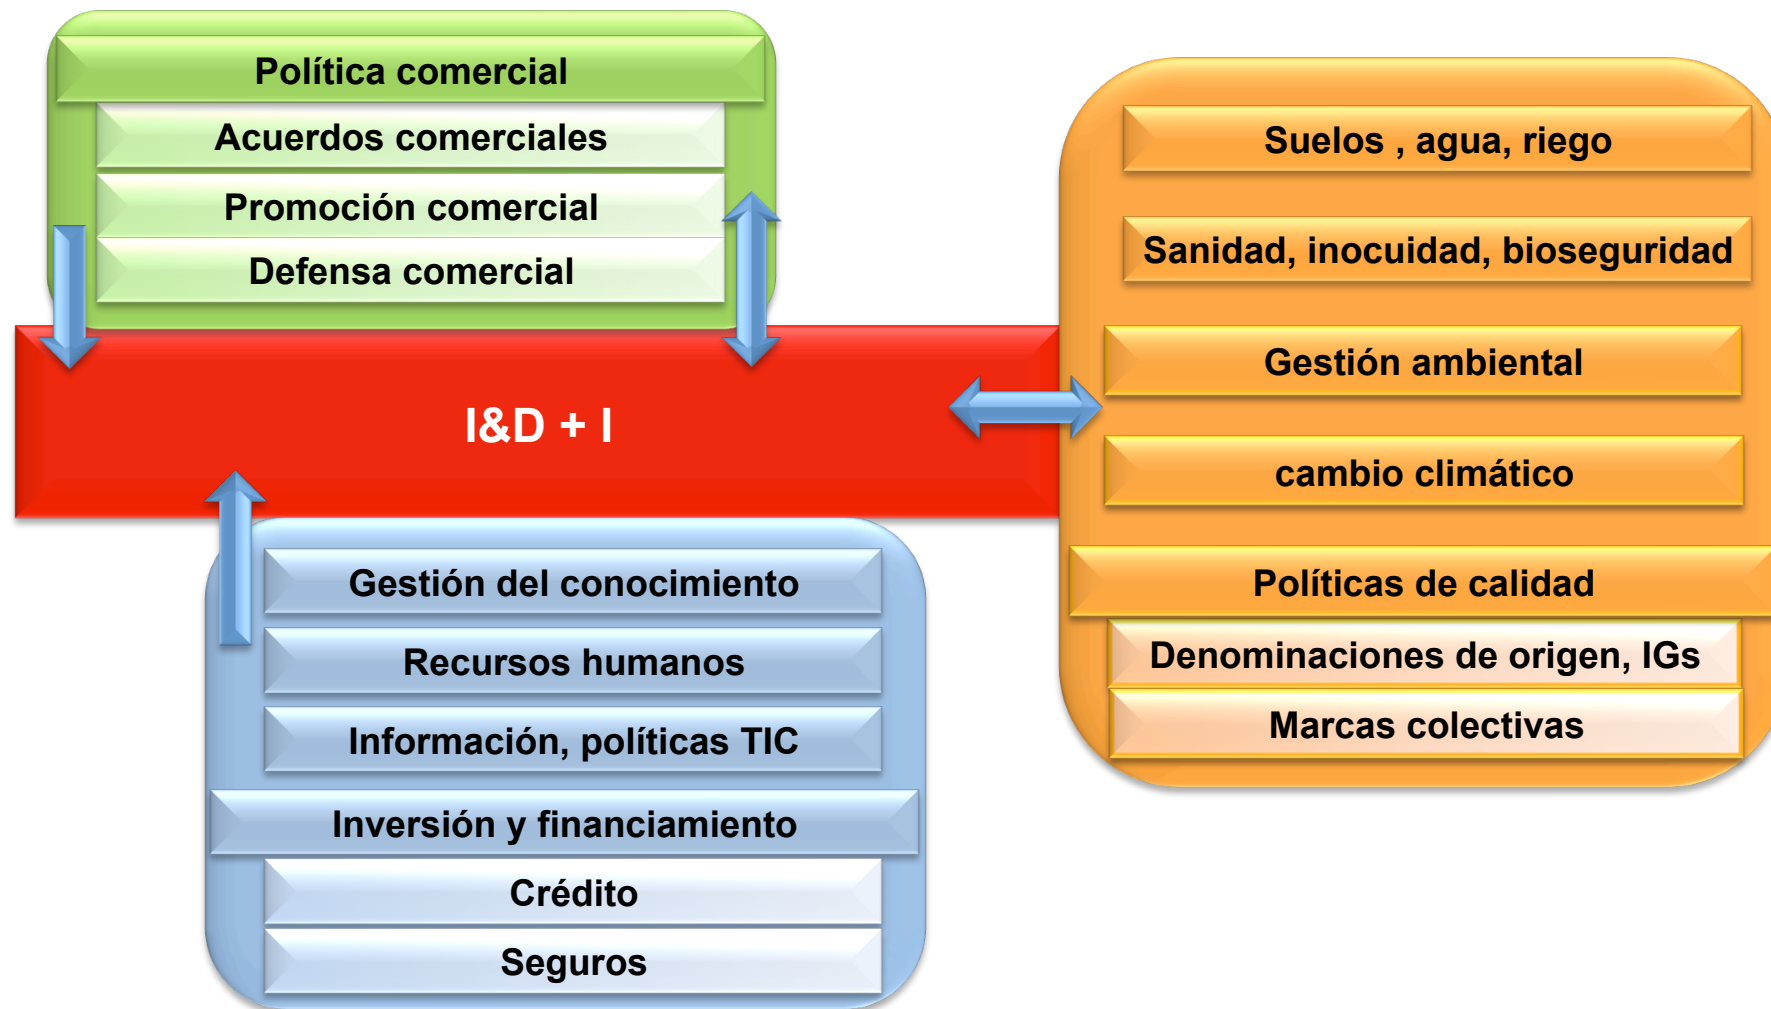 Política comercial
Acuerdos comerciales
Promoción comercial
Defensa comercial
I&D + I
Gestión del conocimiento
Recursos humanos
Información, políticas TIC
Inversión y financiamiento
Crédito
Seguros
Suelos , agua, riego
Sanidad, inocuidad, bioseguridad
Gestión ambiental
cambio climático
Políticas de calidad
Denominaciones de origen, IGs
Marcas colectivas